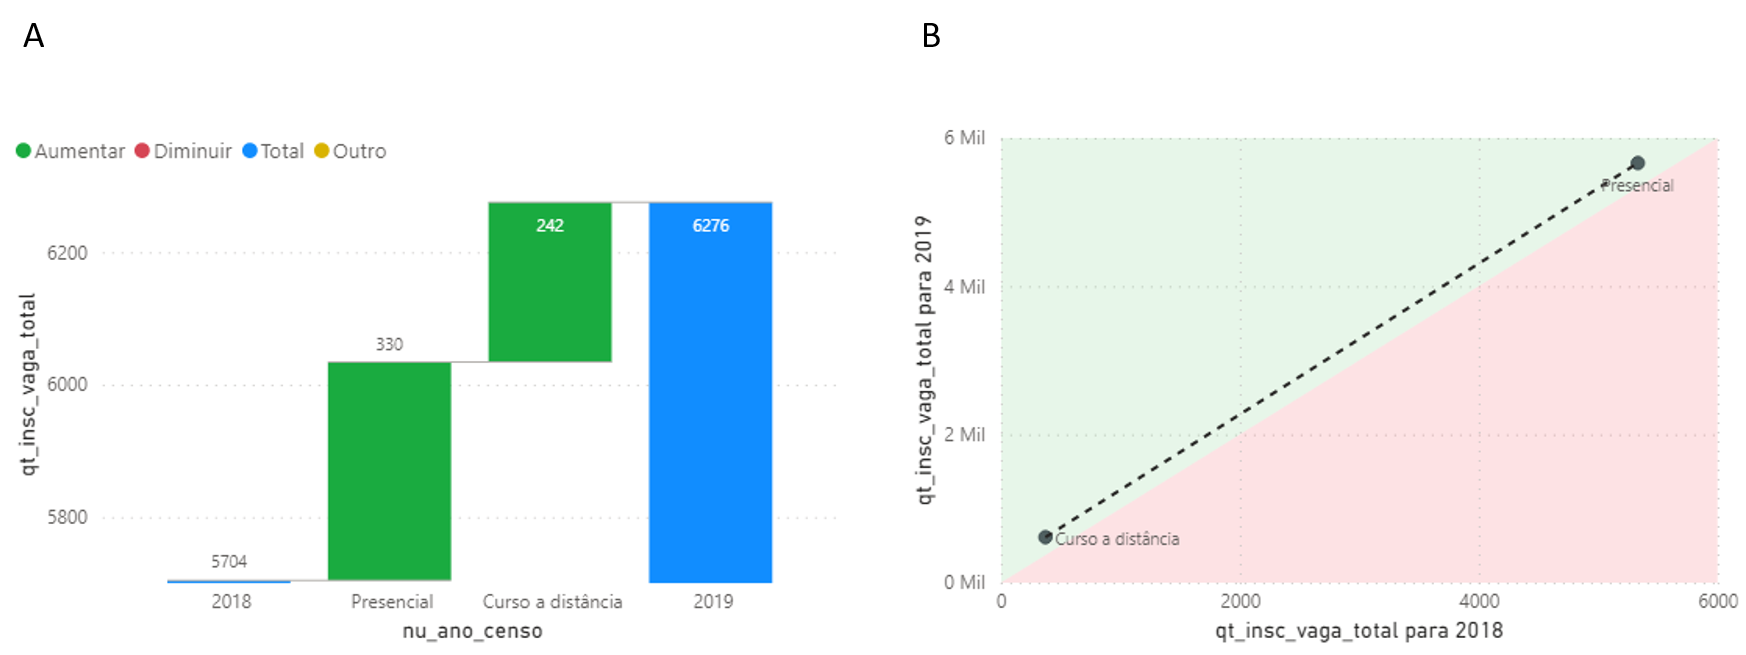 A
Aumentar Diminuir Total Outro
qt_insc_vaga_total
6200
6000
5800
5704
330
242
6276
2018 Presencial Curso a distância 2019
nu_ano_censo
B
qt_insc_vaga_total para 2019
6 Mil
4 Mil
2 Mil
0 Mil
Presencial
Curso a distância
0 2000 4000 6000
qt_insc_vaga_total para 2018